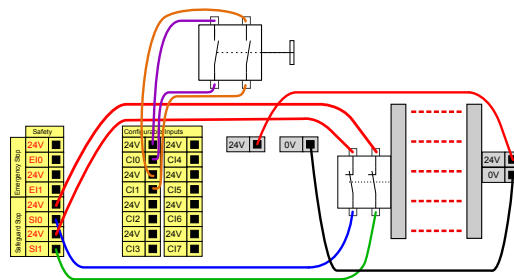 Safety
Emergency Stop
24V
EI0
24V
EI1
Safeguard Stop
24V
SI0
24V
SI1
Configurable Inputs
24V 24V
CI0 CI4
24V 24V
CI1 CI5
24V 24V
CI2 CI6
24V 24V
CI3 CI7
24V
0V
24V
0V